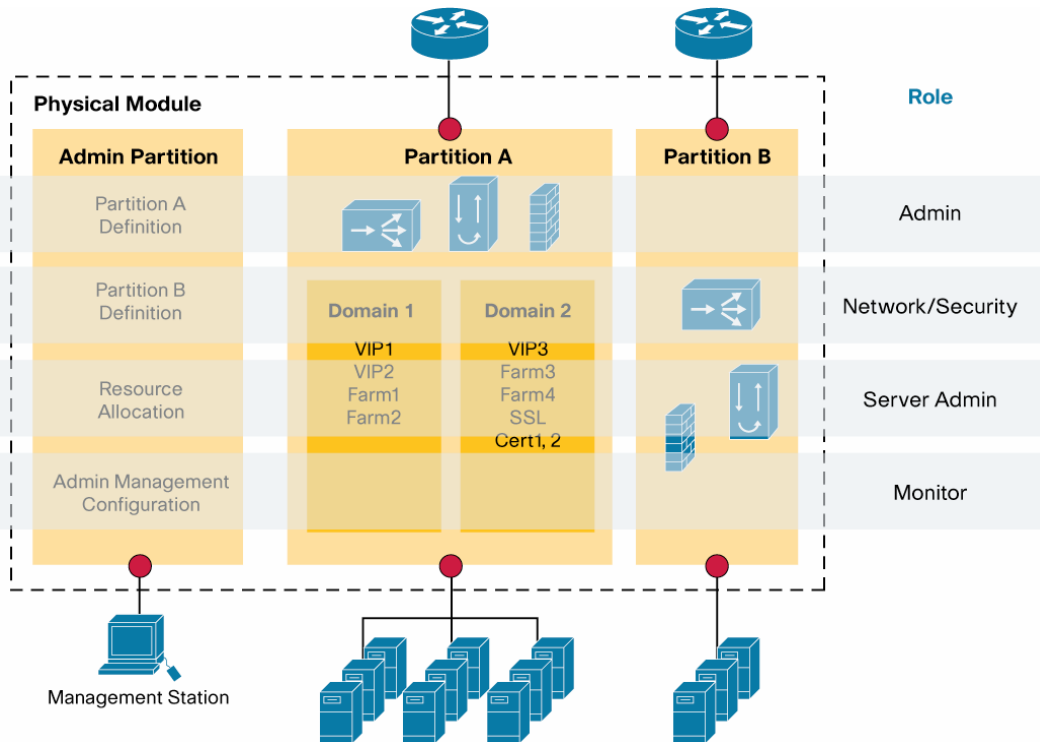 Physical Module
Role
Admin Partition
Partition A
Partition B
Partition A
Definition
Admin
Partition B
Definition
Domain 1
Domain 2
Network/Security
VIP1
VIP2
Farm1
Farm2
VIP3
Farm3
Farm4
SSL
Cert1, 2
Resource
Allocation
Server Admin
Admin Management
Configuration
Monitor
Management Station